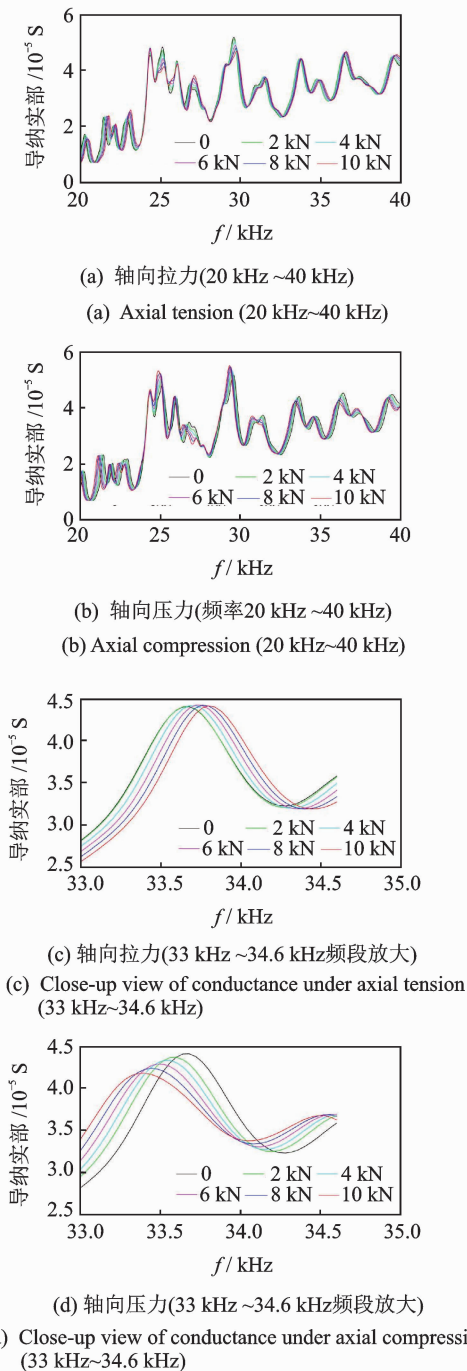 6
4
2
0
导纳实部 /10⁻⁵ S
0 2 kN 4 kN
6 kN 8 kN 10 kN
20 25 30 35 40
f / kHz
(a) 轴向拉力(20 kHz ~40 kHz)
(a) Axial tension (20 kHz~40 kHz)
6
4
2
0
导纳实部 /10⁻⁵ S
0 2 kN 4 kN
6 kN 8 kN 10 kN
20 25 30 35 40
f / kHz
(b) 轴向压力(频率20 kHz ~40 kHz)
(b) Axial compression (20 kHz~40 kHz)
4.5
4.0
3.5
3.0
2.5
导纳实部 /10⁻⁵ S
0 2 kN 4 kN
6 kN 8 kN 10 kN
33.0 33.5 34.0 34.5 35.0
f / kHz
(c) 轴向拉力(33 kHz ~34.6 kHz频段放大)
(c) Close-up view of conductance under axial tension
(33 kHz~34.6 kHz)
4.5
4.0
3.5
3.0
2.5
导纳实部 /10⁻⁵ S
0 2 kN 4 kN
6 kN 8 kN 10 kN
33.0 33.5 34.0 34.5 35.0
f / kHz
(d) 轴向压力(33 kHz ~34.6 kHz频段放大)
) Close-up view of conductance under axial compressi
(33 kHz~34.6 kHz)